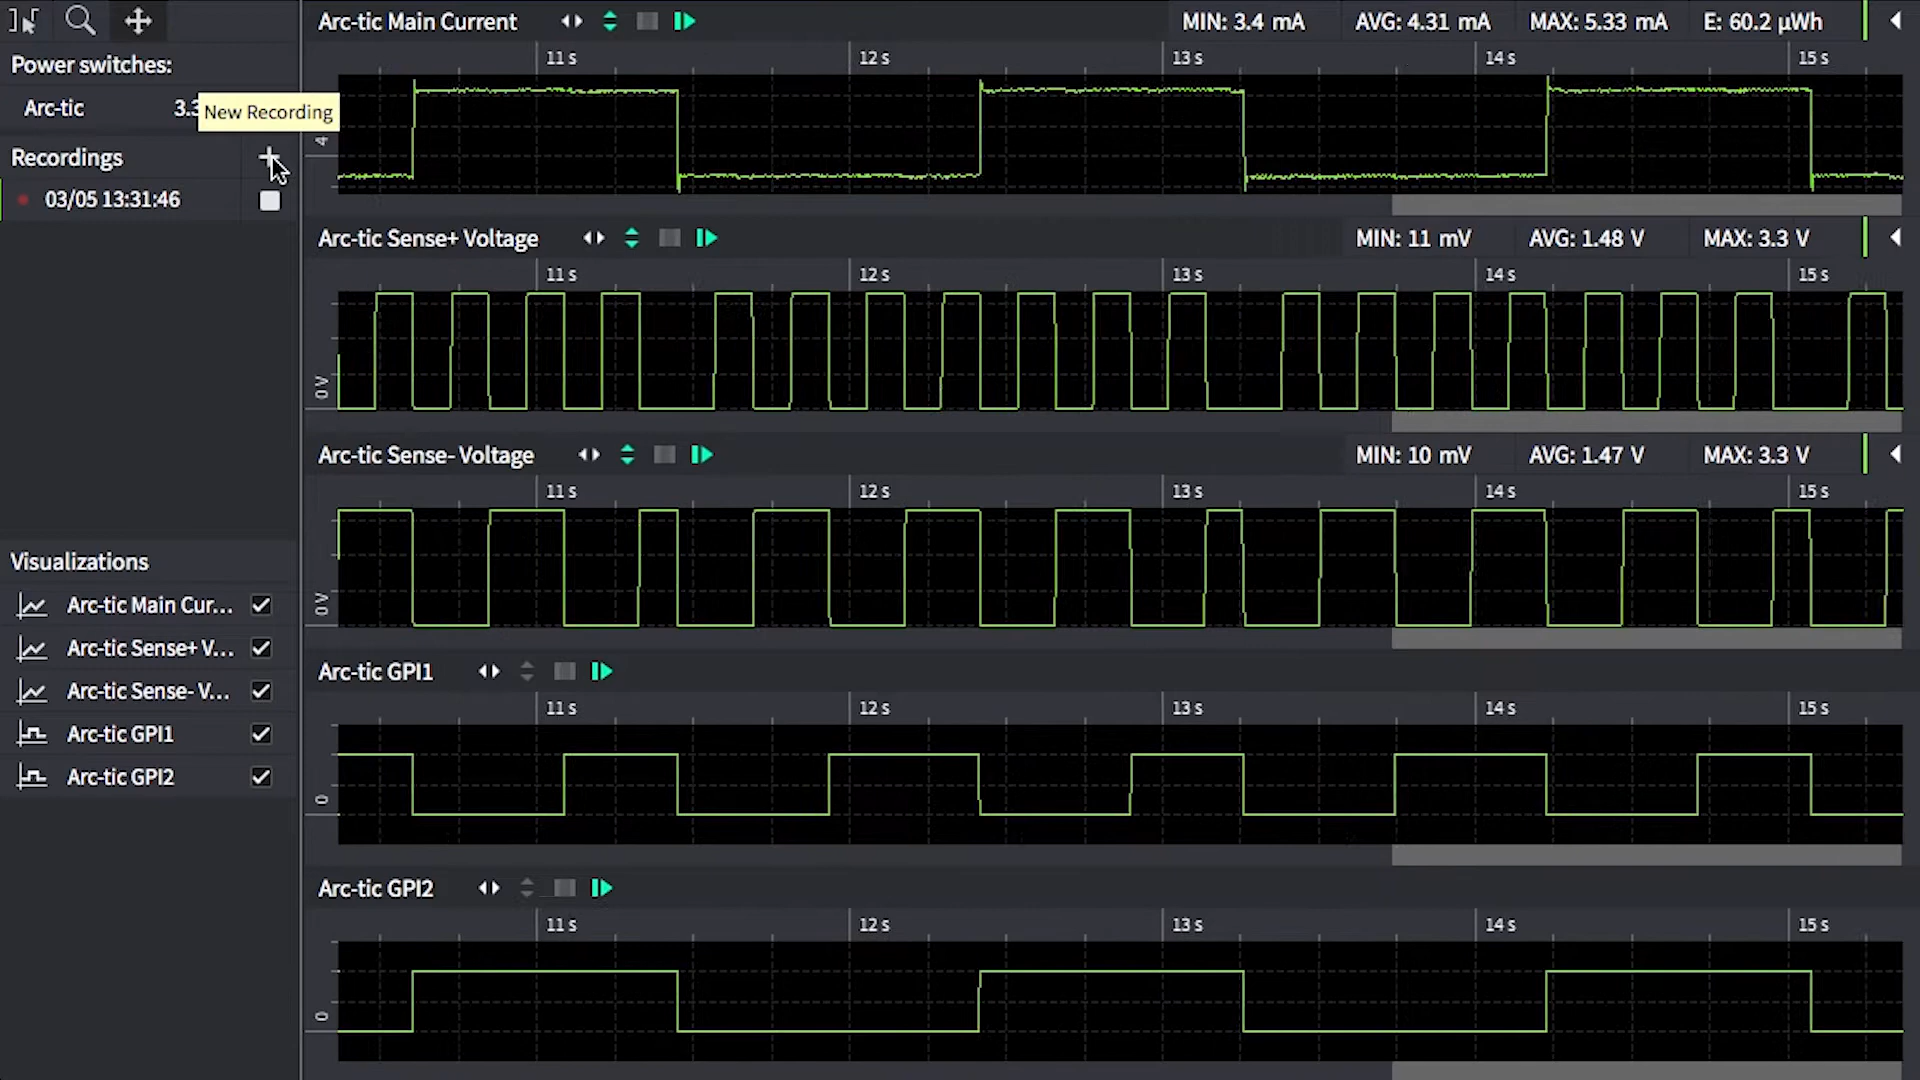 Power switches:
Arc-tic 3.3
New Recording
Recordings
03/05 13:31:46
Visualizations
Arc-tic Main Cur...
Arc-tic Sense+ V...
Arc-tic Sense- V...
Arc-tic GPI1
Arc-tic GPI2
Arc-tic Main Current MIN: 3.4 mA AVG: 4.31 mA MAX: 5.33 mA E: 60.2 µWh
11 s 12 s 13 s 14 s 15 s
4
Arc-tic Sense+ Voltage MIN: 11 mV AVG: 1.48 V MAX: 3.3 V
11 s 12 s 13 s 14 s 15 s
0 V
Arc-tic Sense- Voltage MIN: 10 mV AVG: 1.47 V MAX: 3.3 V
11 s 12 s 13 s 14 s 15 s
0 V
Arc-tic GPI1
11 s 12 s 13 s 14 s 15 s
0
Arc-tic GPI2
11 s 12 s 13 s 14 s 15 s
0